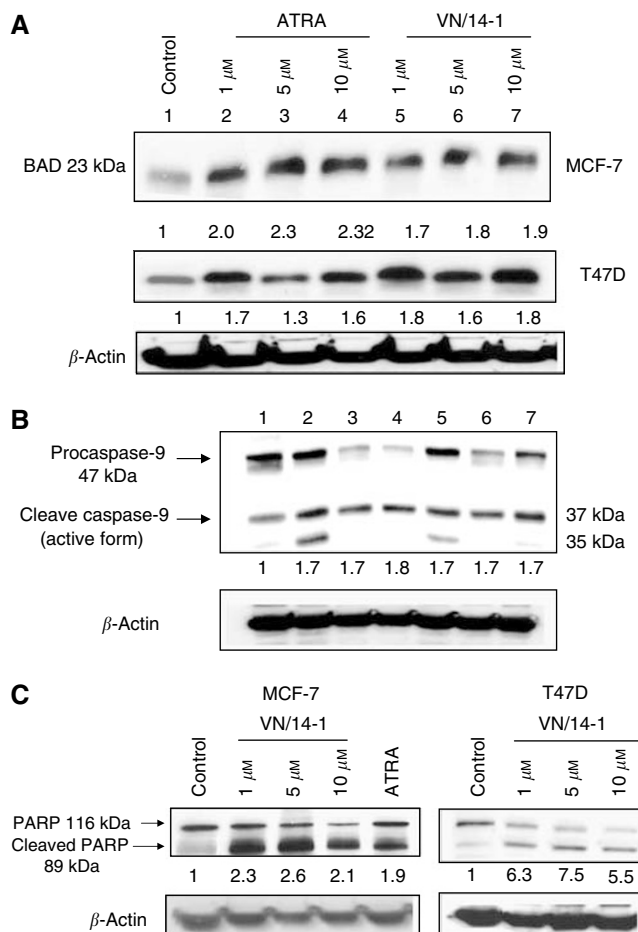 A
ATRA VN/14-1
Control 1 µM 5 µM 10 µM 1 µM 5 µM 10 µM
1 2 3 4 5 6 7
BAD 23 kDa MCF-7
1 2.0 2.3 2.32 1.7 1.8 1.9
T47D
1 1.7 1.3 1.6 1.8 1.6 1.8
β-Actin
B
1 2 3 4 5 6 7
Procaspase-9
47 kDa
Cleave caspase-9 37 kDa
(active form) 35 kDa
1 1.7 1.7 1.8 1.7 1.7 1.7
β-Actin
C
MCF-7 T47D
VN/14-1 VN/14-1
Control 1 µM 5 µM 10 µM ATRA Control 1 µM 5 µM 10 µM
PARP 116 kDa
Cleaved PARP
89 kDa
1 2.3 2.6 2.1 1.9 1 6.3 7.5 5.5
β-Actin